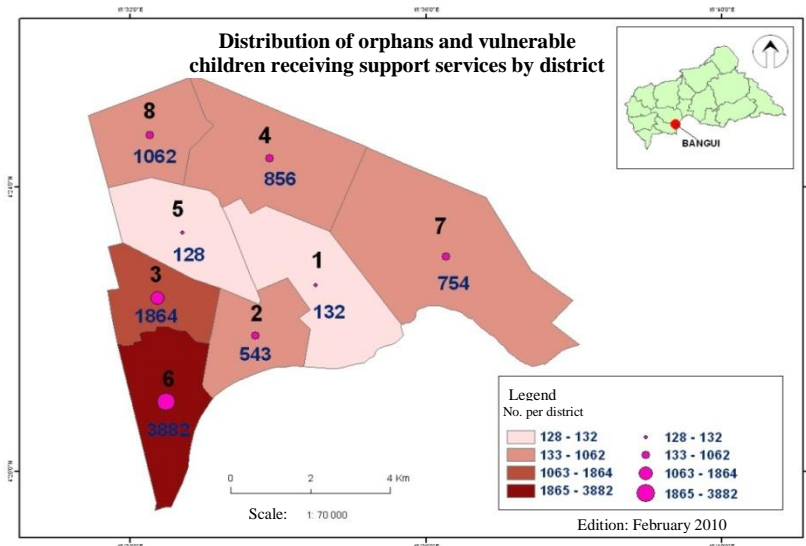 Distribution of orphans and vulnerable
children receiving support services by district
BANGUI
8
1062
4
856
5
128
7
754
1
132
3
1864
2
543
6
3882
Legend
No. per district
128 - 132
133 - 1062
1063 - 1864
1865 - 3882
128 - 132
133 - 1062
1063 - 1864
1865 - 3882
0 2 4 Km
Scale: 1: 70 000
Edition: February 2010